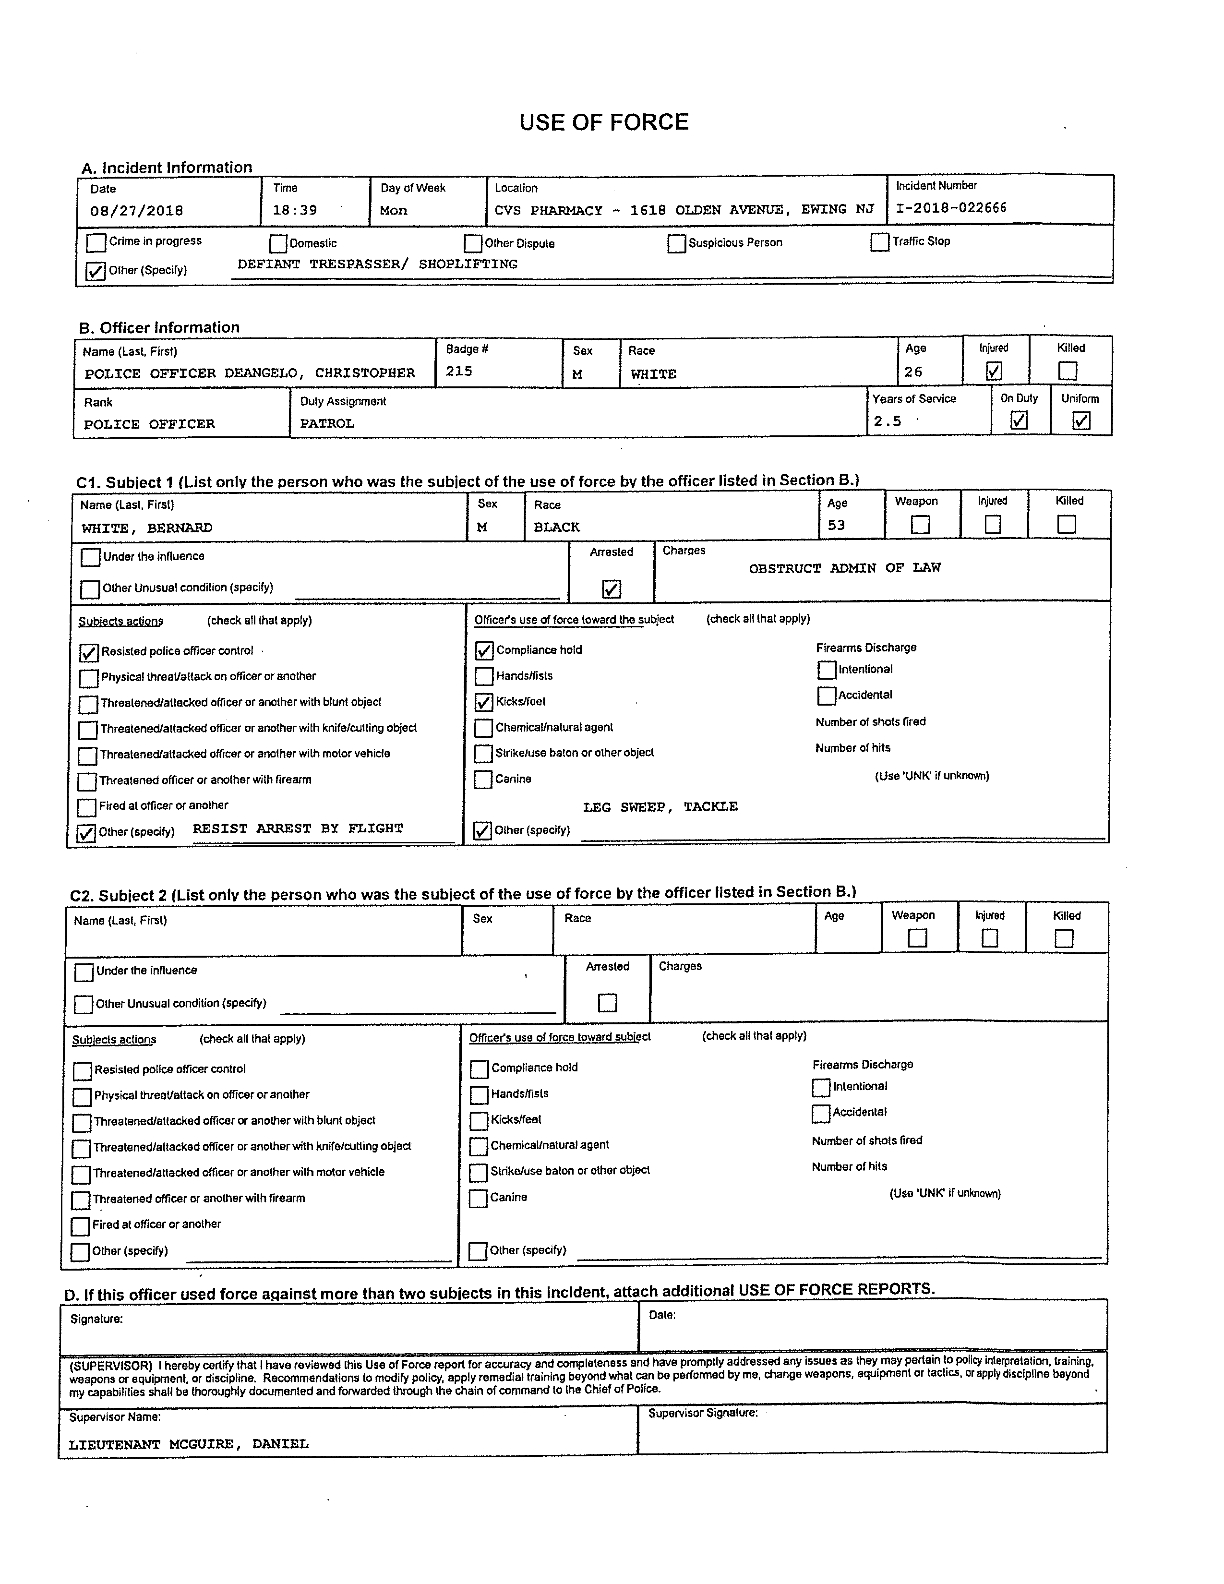 USE OF FORCE
A. Incident Information
Date Time Day of Week Location Incident Number
08/27/2018 18:39 Mon CVS PHARMACY - 1618 OLDEN AVENUE, EWING NJ I-2018-022666
Crime in progress Domestic Other Dispute Suspicious Person Traffic Stop
Other (Specify) DEFIANT TRESPASSER/ SHOPLIFTING
B. Officer Information
Name (Last, First) Badge # Sex Race Age Injured Killed
POLICE OFFICER DEANGELO, CHRISTOPHER 215 M WHITE 26
Rank Duty Assignment Years of Service On Duty Uniform
POLICE OFFICER PATROL 2.5
C1. Subject 1 (List only the person who was the subject of the use of force by the officer listed in Section B.)
Name (Last, First) Sex Race Age Weapon Injured Killed
WHITE, BERNARD M BLACK 53
Under the influence Arrested Charges
OBSTRUCT ADMIN OF LAW
Other Unusual condition (specify)
Subjects actions (check all that apply) Officer's use of force toward the subject (check all that apply)
Resisted police officer control Compliance hold Firearms Discharge
Physical threat/attack on officer or another Hands/fists Intentional
Threatened/attacked officer or another with blunt object Kicks/feet Accidental
Threatened/attacked officer or another with knife/cutting object Chemical/natural agent Number of shots fired
Threatened/attacked officer or another with motor vehicle Strike/use baton or other object Number of hits
Threatened officer or another with firearm Canine (Use 'UNK' if unknown)
Fired at officer or another LEG SWEEP, TACKLE
Other (specify) RESIST ARREST BY FLIGHT Other (specify)
C2. Subject 2 (List only the person who was the subject of the use of force by the officer listed in Section B.)
Name (Last, First) Sex Race Age Weapon Injured Killed
Under the influence Arrested Charges
Other Unusual condition (specify)
Subjects actions (check all that apply) Officer's use of force toward subject (check all that apply)
Resisted police officer control Compliance hold Firearms Discharge
Physical threat/attack on officer or another Hands/fists Intentional
Threatened/attacked officer or another with blunt object Kicks/feet Accidental
Threatened/attacked officer or another with knife/cutting object Chemical/natural agent Number of shots fired
Threatened/attacked officer or another with motor vehicle Strike/use baton or other object Number of hits
Threatened officer or another with firearm Canine (Use 'UNK' if unknown)
Fired at officer or another
Other (specify) Other (specify)
D. If this officer used force against more than two subjects in this incident, attach additional USE OF FORCE REPORTS.
Signature: Date:
(SUPERVISOR) I hereby certify that I have reviewed this Use of Force report for accuracy and completeness and have promptly addressed any issues as they may pertain to policy interpretation, training,
weapons or equipment, or discipline. Recommendations to modify policy, apply remedial training beyond what can be performed by me, change weapons, equipment or tactics, or apply discipline beyond
my capabilities shall be thoroughly documented and forwarded through the chain of command to the Chief of Police.
Supervisor Name: Supervisor Signature:
LIEUTENANT MCGUIRE, DANIEL